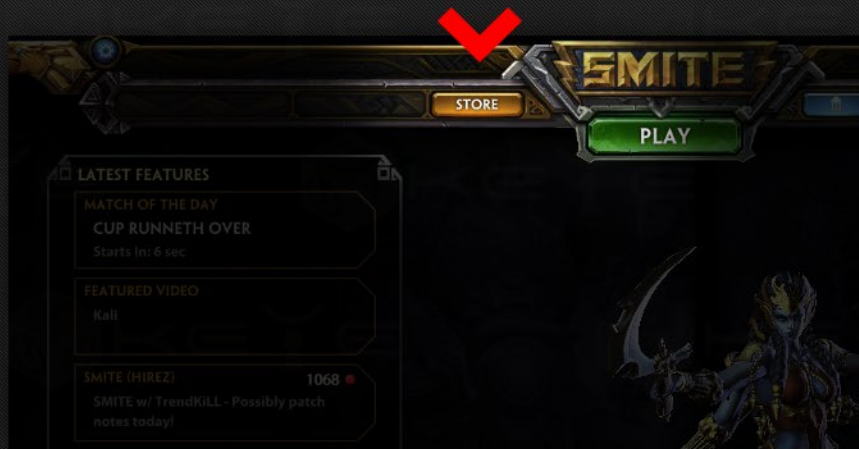 SMITE
STORE
PLAY
LATEST FEATURES
MATCH OF THE DAY
CUP RUNNETH OVER
Starts In: 6 sec
FEATURED VIDEO
Kali
SMITE (HIREZ) 1068
SMITE w/ TrendKiLL - Possibly patch
notes today!